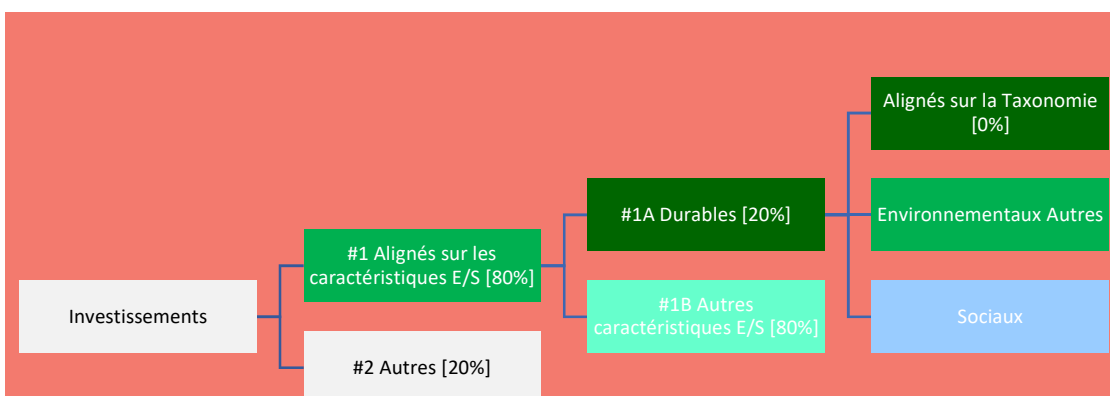 Investissements
#1 Alignés sur les
caractéristiques E/S [80%]
#2 Autres [20%]
#1A Durables [20%]
#1B Autres
caractéristiques E/S [80%]
Alignés sur la Taxonomie
[0%]
Environnementaux Autres
Sociaux